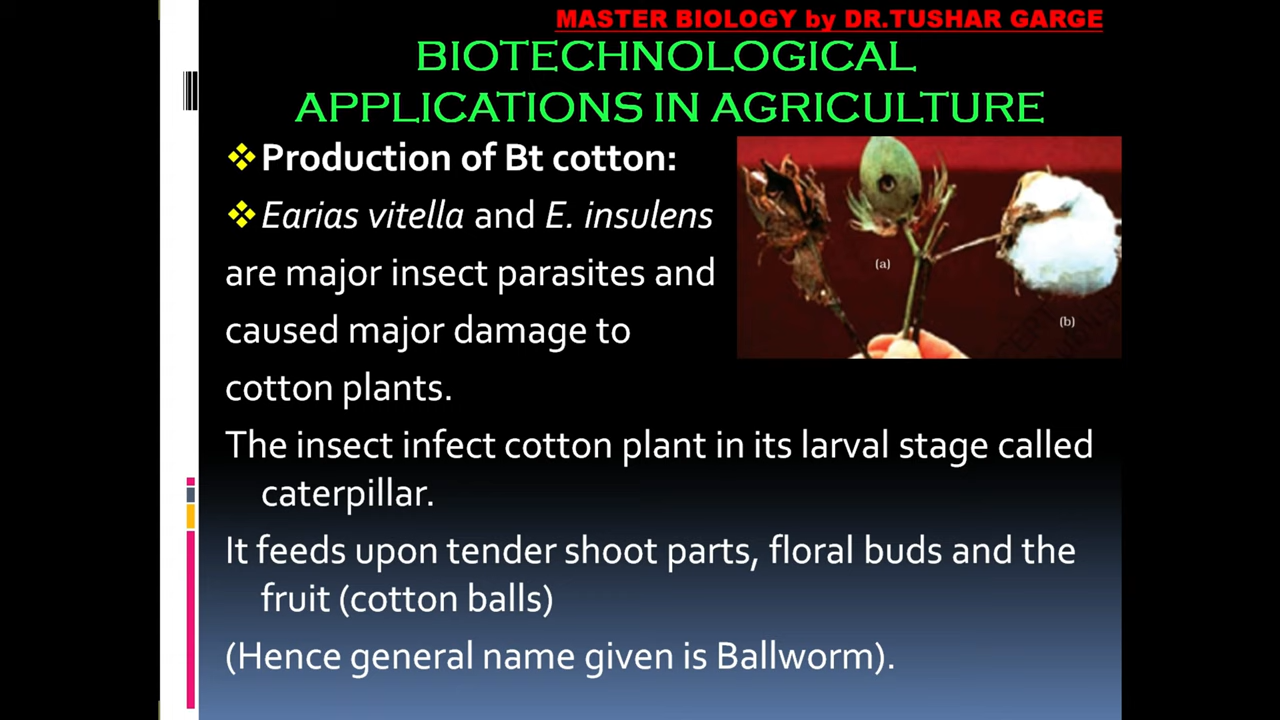 MASTER BIOLOGY by DR.TUSHAR GARGE
BIOTECHNOLOGICAL
APPLICATIONS IN AGRICULTURE
Production of Bt cotton:
Earias vitella and E. insulens
are major insect parasites and
caused major damage to
cotton plants.
The insect infect cotton plant in its larval stage called
caterpillar.
It feeds upon tender shoot parts, floral buds and the
fruit (cotton balls)
(Hence general name given is Ballworm).
(a)
(b)